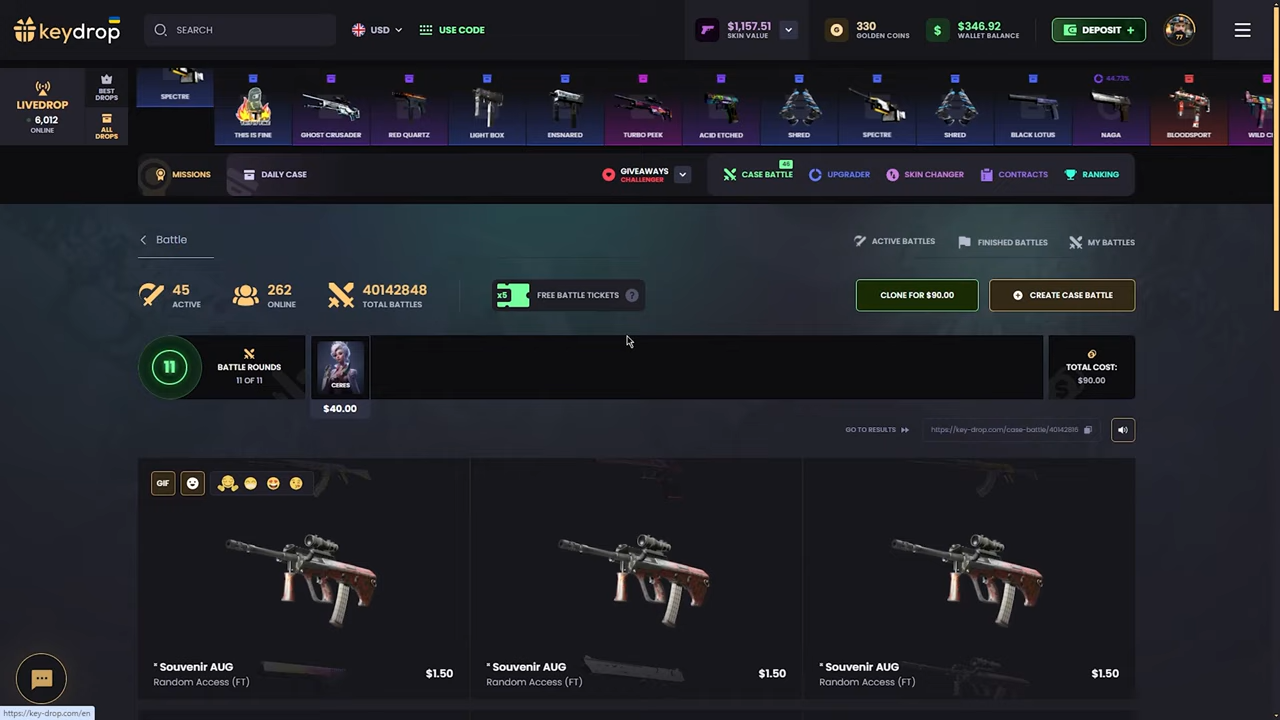 keydrop
SEARCH
USD
USE CODE
$1,157.51
SKIN VALUE
330
GOLDEN COINS
$346.92
WALLET BALANCE
DEPOSIT +
77
LIVEDROP
6,012
ONLINE
BEST
DROPS
ALL
DROPS
SPECTRE
THIS IS FINE
GHOST CRUSADER
RED QUARTZ
LIGHT BOX
ENSNARED
TURBO PEEK
ACID ETCHED
SHRED
SPECTRE
SHRED
BLACK LOTUS
44.73%
NAGA
BLOODSPORT
WILD C
MISSIONS
DAILY CASE
GIVEAWAYS
CHALLENGER
46
CASE BATTLE
UPGRADER
SKIN CHANGER
CONTRACTS
RANKING
Battle
ACTIVE BATTLES
FINISHED BATTLES
MY BATTLES
45
ACTIVE
262
ONLINE
40142848
TOTAL BATTLES
x5
FREE BATTLE TICKETS
?
CLONE FOR $90.00
CREATE CASE BATTLE
11
BATTLE ROUNDS
11 OF 11
CERES
$40.00
TOTAL COST:
$90.00
GO TO RESULTS
https://key-drop.com/case-battle/40142816
GIF
* Souvenir AUG
Random Access (FT)
$1.50
* Souvenir AUG
Random Access (FT)
$1.50
* Souvenir AUG
Random Access (FT)
$1.50
https://key-drop.com/en